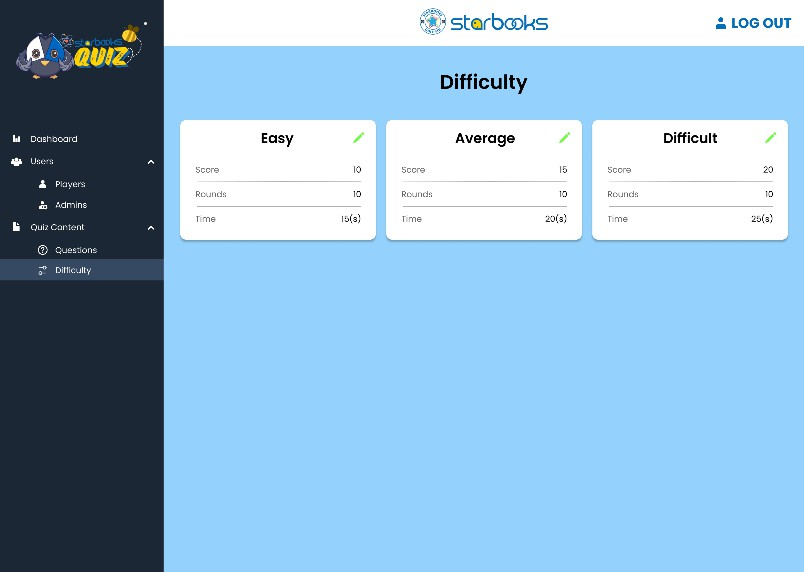 starbooks
LOG OUT
starbooks
QUIZ
Difficulty
Dashboard
Users
Players
Admins
Quiz Content
Questions
Difficulty
Easy
Score 10
Rounds 10
Time 15(s)
Average
Score 15
Rounds 10
Time 20(s)
Difficult
Score 20
Rounds 10
Time 25(s)